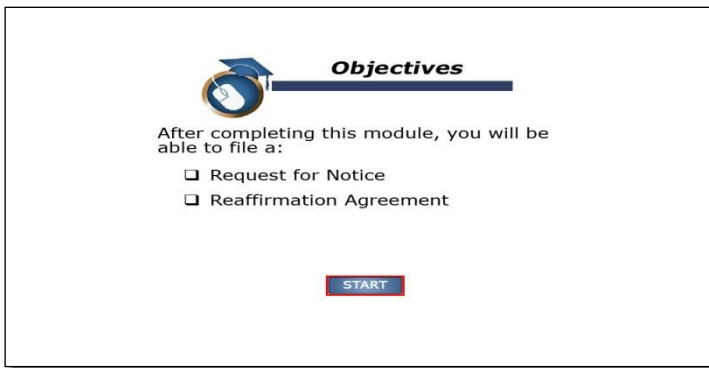 Objectives
After completing this module, you will be
able to file a:
❑ Request for Notice
❑ Reaffirmation Agreement
START